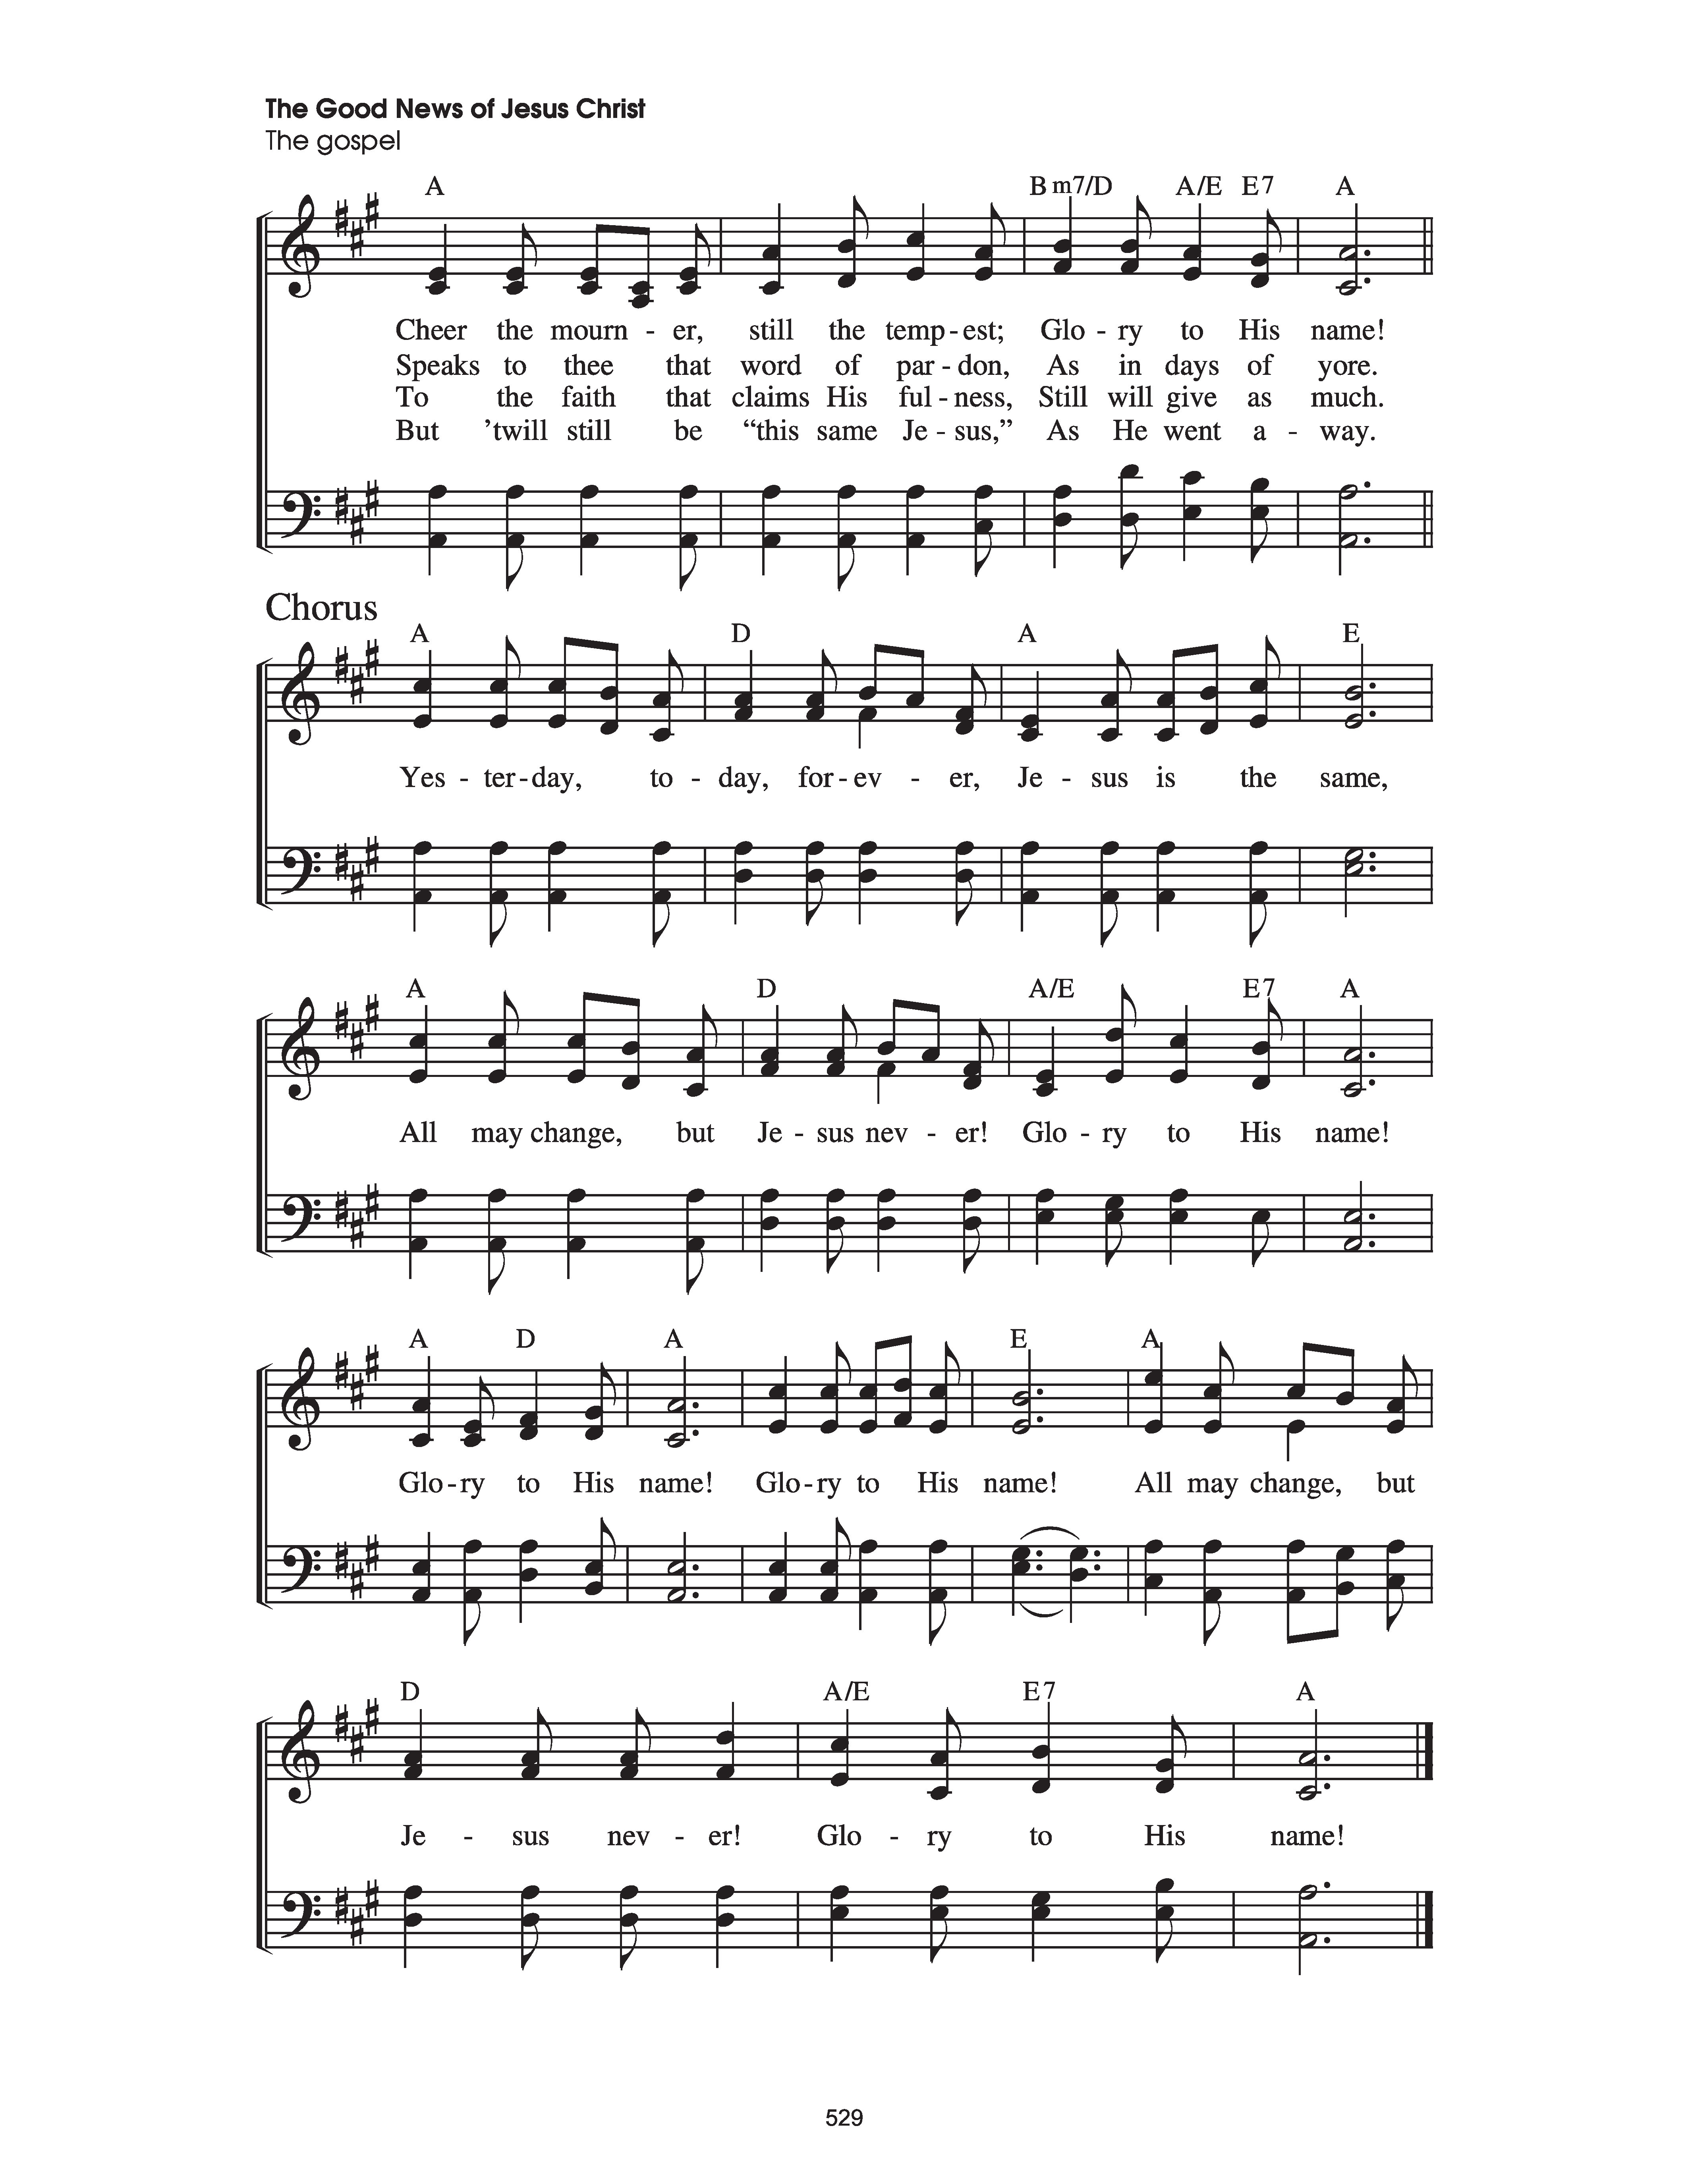 The Good News of Jesus Christ
The gospel
A Bm7/D A/E E7 A
Cheer the mourn - er, still the temp - est; Glo - ry to His name!
Speaks to thee that word of par - don, As in days of yore.
To the faith that claims His ful - ness, Still will give as much.
But ’twill still be “this same Je - sus,” As He went a - way.
Chorus
A D A E
Yes - ter - day, to - day, for - ev - er, Je - sus is the same,
A D A/E E7 A
All may change, but Je - sus nev - er! Glo - ry to His name!
A D A E A
Glo - ry to His name! Glo - ry to His name! All may change, but
D A/E E7 A
Je - sus nev - er! Glo - ry to His name!
529